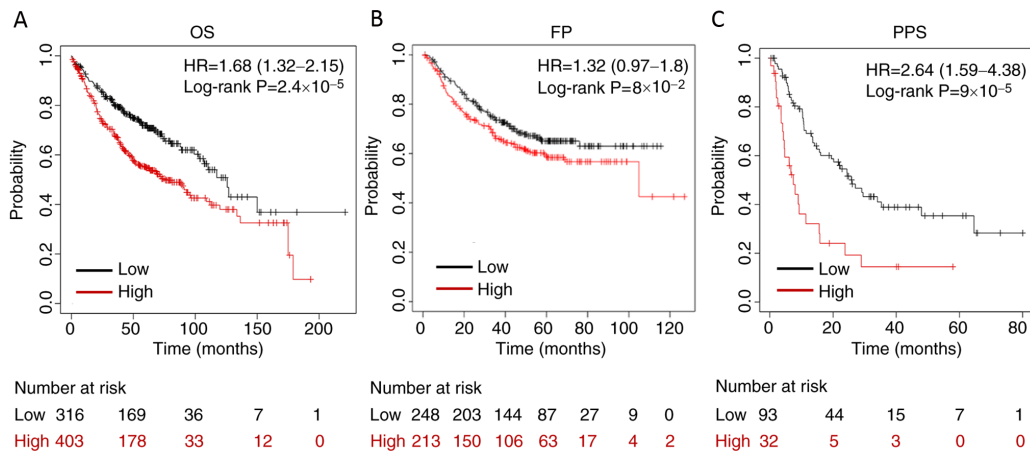 A
OS
HR=1.68 (1.32–2.15)
Log-rank P=2.4×10⁻⁵
Probability
1.0
0.8
0.6
0.4
0.2
0.0
Low
High
0 50 100 150 200
Time (months)
Number at risk
Low 316 169 36 7 1
High 403 178 33 12 0
B
FP
HR=1.32 (0.97–1.8)
Log-rank P=8×10⁻²
Probability
1.0
0.8
0.6
0.4
0.2
0.0
Low
High
0 20 40 60 80 100 120
Time (months)
Number at risk
Low 248 203 144 87 27 9 0
High 213 150 106 63 17 4 2
C
PPS
HR=2.64 (1.59–4.38)
Log-rank P=9×10⁻⁵
Probability
1.0
0.8
0.6
0.4
0.2
0.0
Low
High
0 20 40 60 80
Time (months)
Number at risk
Low 93 44 15 7 1
High 32 5 3 0 0